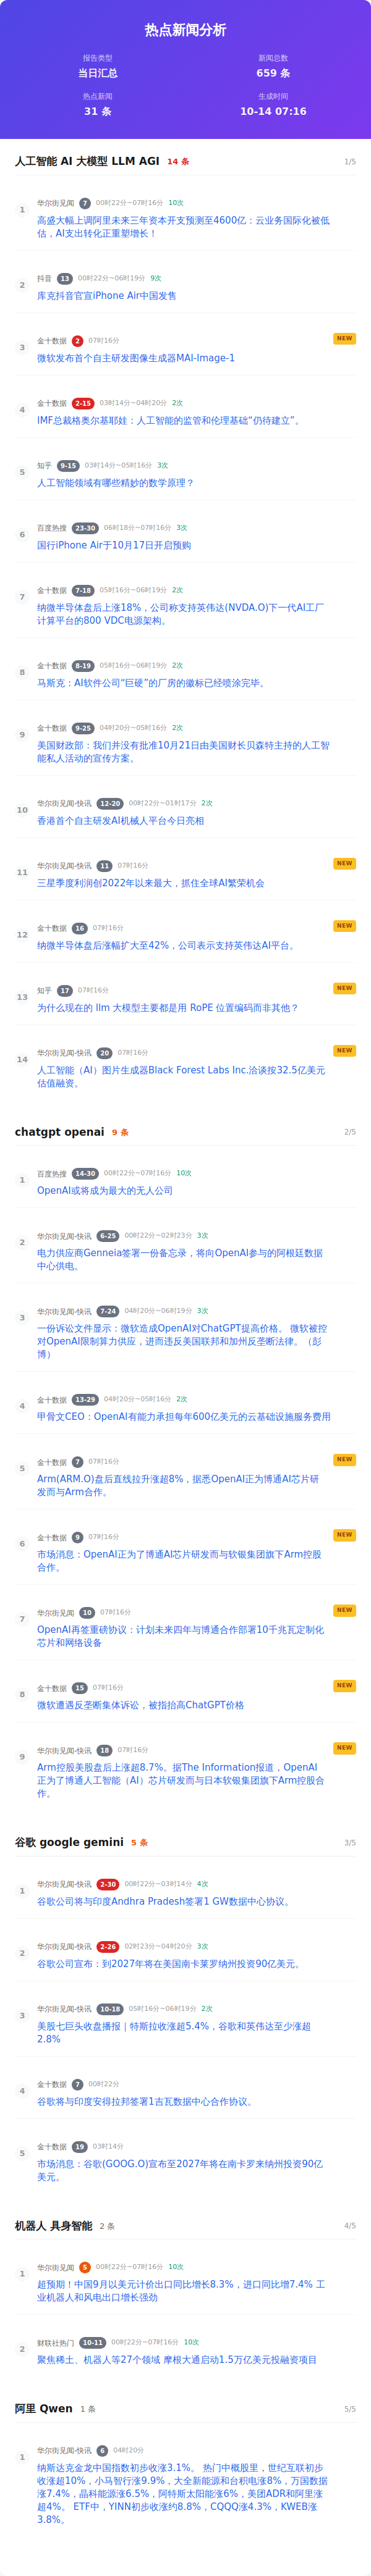 热点新闻分析
报告类型
新闻总数
当日汇总
659 条
热点新闻
生成时间
31 条
10-14 07:16
人工智能 AI 大模型 LLM AGI 14 条 1/5
1
华尔街见闻 7 00时22分~07时16分 10次
高盛大幅上调阿里未来三年资本开支预测至4600亿：云业务国际化被低
估，AI支出转化正重塑增长！
2
抖音 13 00时22分~06时19分 9次
库克抖音官宣iPhone Air中国发售
3
金十数据 2 07时16分 NEW
微软发布首个自主研发图像生成器MAI-Image-1
4
金十数据 2-15 03时14分~04时20分 2次
IMF总裁格奥尔基耶娃：人工智能的监管和伦理基础“仍待建立”。
5
知乎 9-15 03时14分~05时16分 3次
人工智能领域有哪些精妙的数学原理？
6
百度热搜 23-30 06时18分~07时16分 3次
国行iPhone Air于10月17日开启预购
7
金十数据 7-18 05时16分~06时19分 2次
纳微半导体盘后上涨18%，公司称支持英伟达(NVDA.O)下一代AI工厂
计算平台的800 VDC电源架构。
8
金十数据 8-19 05时16分~06时19分 2次
马斯克：AI软件公司“巨硬”的厂房的徽标已经喷涂完毕。
9
金十数据 9-25 04时20分~05时16分 2次
美国财政部：我们并没有批准10月21日由美国财长贝森特主持的人工智
能私人活动的宣传方案。
10
华尔街见闻-快讯 12-20 00时22分~01时17分 2次
香港首个自主研发AI机械人平台今日亮相
11
华尔街见闻-快讯 11 07时16分 NEW
三星季度利润创2022年以来最大，抓住全球AI繁荣机会
12
金十数据 16 07时16分 NEW
纳微半导体盘后涨幅扩大至42%，公司表示支持英伟达AI平台。
13
知乎 17 07时16分 NEW
为什么现在的 llm 大模型主要都是用 RoPE 位置编码而非其他？
14
华尔街见闻-快讯 20 07时16分 NEW
人工智能（AI）图片生成器Black Forest Labs Inc.洽谈按32.5亿美元
估值融资。
chatgpt openai 9 条 2/5
1
百度热搜 14-30 00时22分~07时16分 10次
OpenAI或将成为最大的无人公司
2
华尔街见闻-快讯 6-25 00时22分~02时23分 3次
电力供应商Genneia签署一份备忘录，将向OpenAI参与的阿根廷数据
中心供电。
3
华尔街见闻-快讯 7-24 04时20分~06时19分 3次
一份诉讼文件显示：微软造成OpenAI对ChatGPT提高价格。 微软被控
对OpenAI限制算力供应，进而违反美国联邦和加州反垄断法律。（彭
博）
4
金十数据 13-29 04时20分~05时16分 2次
甲骨文CEO：OpenAI有能力承担每年600亿美元的云基础设施服务费用
5
金十数据 7 07时16分 NEW
Arm(ARM.O)盘后直线拉升涨超8%，据悉OpenAI正为博通AI芯片研
发而与Arm合作。
6
金十数据 9 07时16分 NEW
市场消息：OpenAI正为了博通AI芯片研发而与软银集团旗下Arm控股
合作。
7
华尔街见闻 10 07时16分 NEW
OpenAI再签重磅协议：计划未来四年与博通合作部署10千兆瓦定制化
芯片和网络设备
8
金十数据 15 07时16分 NEW
微软遭遇反垄断集体诉讼，被指抬高ChatGPT价格
9
华尔街见闻-快讯 18 07时16分 NEW
Arm控股美股盘后上涨超8.7%。据The Information报道，OpenAI
正为了博通人工智能（AI）芯片研发而与日本软银集团旗下Arm控股合
作。
谷歌 google gemini 5 条 3/5
1
华尔街见闻-快讯 2-30 00时22分~03时14分 4次
谷歌公司将与印度Andhra Pradesh签署1 GW数据中心协议。
2
华尔街见闻-快讯 2-26 02时23分~04时20分 3次
谷歌公司宣布：到2027年将在美国南卡莱罗纳州投资90亿美元。
3
华尔街见闻-快讯 10-18 05时16分~06时19分 2次
美股七巨头收盘播报｜特斯拉收涨超5.4%，谷歌和英伟达至少涨超
2.8%
4
金十数据 7 00时22分
谷歌将与印度安得拉邦签署1吉瓦数据中心合作协议。
5
金十数据 19 03时14分
市场消息：谷歌(GOOG.O)宣布至2027年将在南卡罗来纳州投资90亿
美元。
机器人 具身智能 2 条 4/5
1
华尔街见闻 5 00时22分~07时16分 10次
超预期！中国9月以美元计价出口同比增长8.3%，进口同比增7.4% 工
业机器人和风电出口增长强劲
2
财联社热门 10-11 00时22分~07时16分 10次
聚焦稀土、机器人等27个领域 摩根大通启动1.5万亿美元投融资项目
阿里 Qwen 1 条 5/5
1
华尔街见闻-快讯 6 04时20分
纳斯达克金龙中国指数初步收涨3.1%。 热门中概股里，世纪互联初步
收涨超10%，小马智行涨9.9%，大全新能源和台积电涨8%，万国数据
涨7.4%，晶科能源涨6.5%，阿特斯太阳能涨6%，美团ADR和阿里涨
超4%。 ETF中，YINN初步收涨约8.8%，CQQQ涨4.3%，KWEB涨
3.8%。